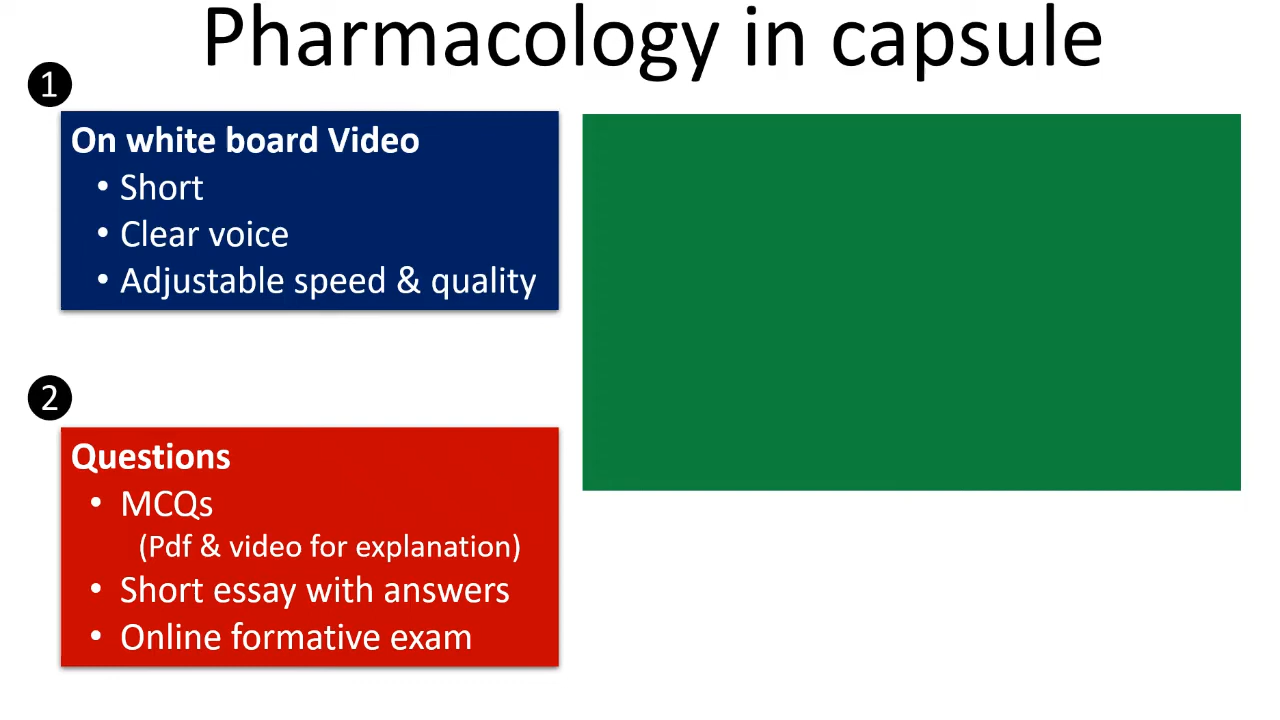 Pharmacology in capsule
1
On white board Video
• Short
• Clear voice
• Adjustable speed & quality
2
Questions
• MCQs
(Pdf & video for explanation)
• Short essay with answers
• Online formative exam